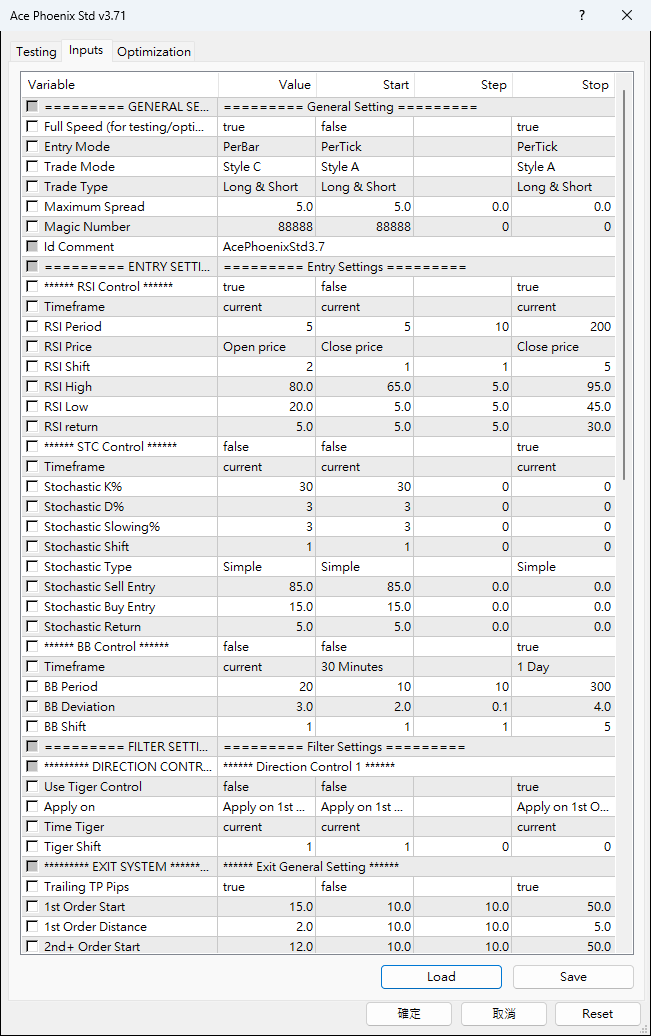 Ace Phoenix Std v3.71 ?
Testing Inputs Optimization
Variable Value Start Step Stop
========= GENERAL SE... ========= General Setting =========
Full Speed (for testing/opti... true false true
Entry Mode PerBar PerTick PerTick
Trade Mode Style C Style A Style A
Trade Type Long & Short Long & Short Long & Short
Maximum Spread 5.0 5.0 0.0 0.0
Magic Number 88888 88888 0 0
Id Comment AcePhoenixStd3.7
========= ENTRY SETTI... ========= Entry Settings =========
****** RSI Control ****** true false true
Timeframe current current current
RSI Period 5 5 10 200
RSI Price Open price Close price Close price
RSI Shift 2 1 1 5
RSI High 80.0 65.0 5.0 95.0
RSI Low 20.0 5.0 5.0 45.0
RSI return 5.0 5.0 5.0 30.0
****** STC Control ****** false false true
Timeframe current current current
Stochastic K% 30 30 0 0
Stochastic D% 3 3 0 0
Stochastic Slowing% 3 3 0 0
Stochastic Shift 1 1 0 0
Stochastic Type Simple Simple Simple
Stochastic Sell Entry 85.0 85.0 0.0 0.0
Stochastic Buy Entry 15.0 15.0 0.0 0.0
Stochastic Return 5.0 5.0 0.0 0.0
****** BB Control ****** false false true
Timeframe current 30 Minutes 1 Day
BB Period 20 10 10 300
BB Deviation 3.0 2.0 0.1 4.0
BB Shift 1 1 1 5
========= FILTER SETTI... ========= Filter Settings =========
********* DIRECTION CONTR... ****** Direction Control 1 ******
Use Tiger Control false false true
Apply on Apply on 1st ... Apply on 1st ... Apply on 1st O...
Time Tiger current current current
Tiger Shift 1 1 0 0
********* EXIT SYSTEM ******... ****** Exit General Setting ******
Trailing TP Pips true false true
1st Order Start 15.0 10.0 10.0 50.0
1st Order Distance 2.0 10.0 10.0 5.0
2nd+ Order Start 12.0 10.0 10.0 50.0
Load Save
確定 取消 Reset